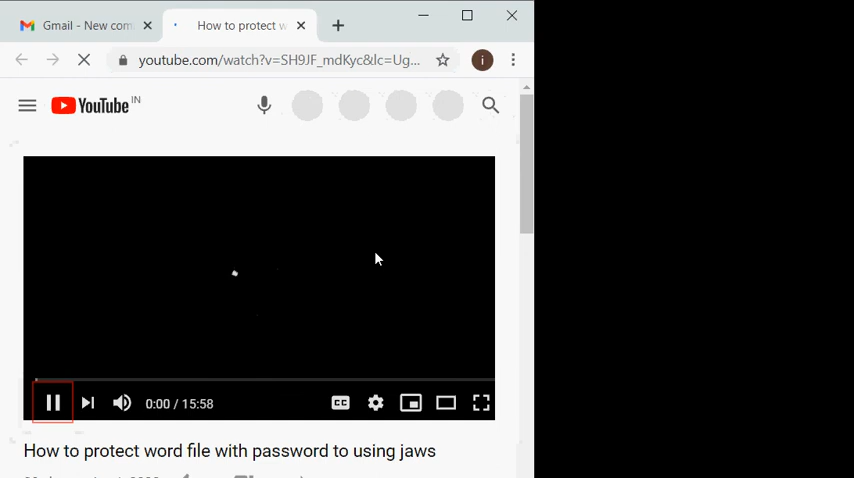 Gmail - New com
How to protect w
youtube.com/watch?v=SH9JF_mdKyc&lc=Ug...
i
YouTube IN
CC
0:00 / 15:58
How to protect word file with password to using jaws